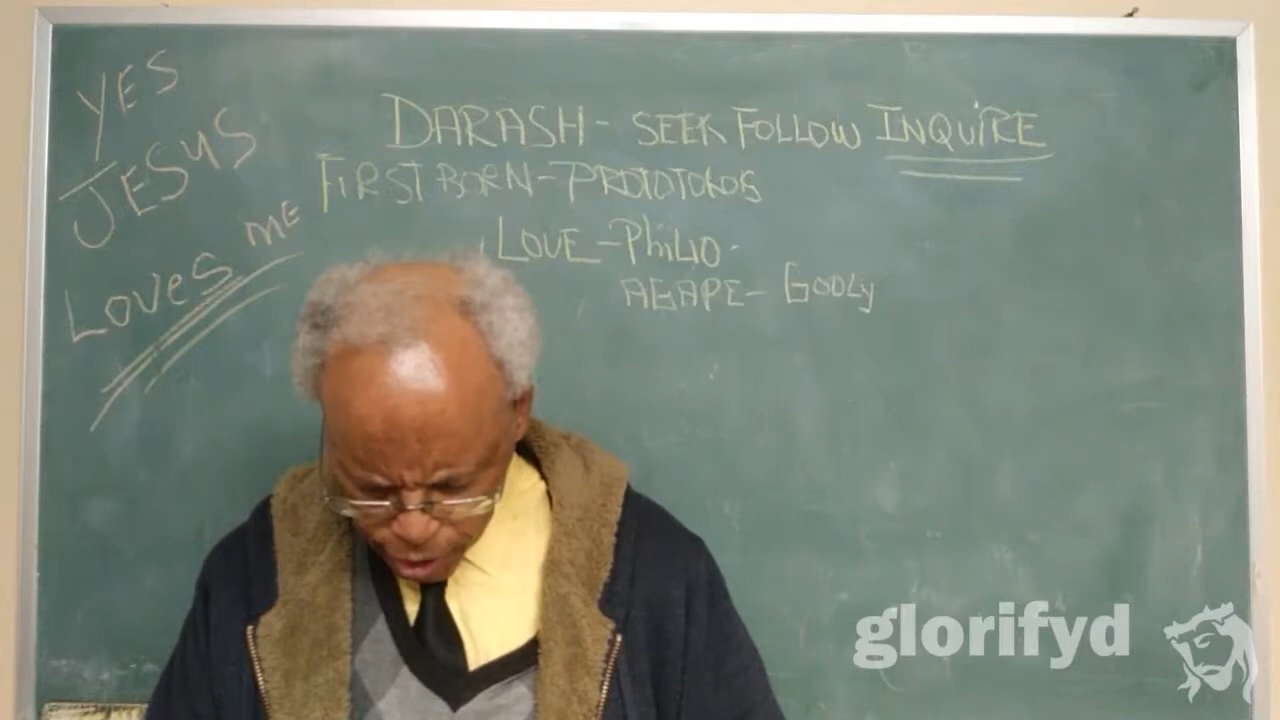 YES
JESUS
LOVES ME
DARASH- SEEK FOLLOW INQUIRE
FIRST BORN-PROTOTOKOS
LOVE -PhiLIO-
AGAPE- GODLy
glorifyd